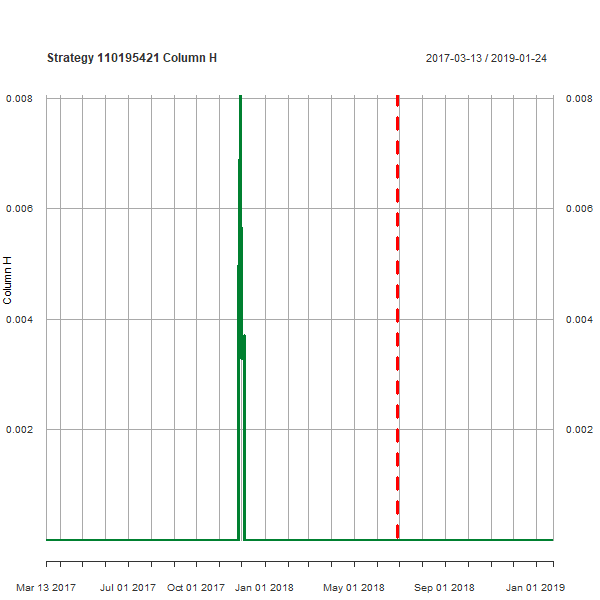 Strategy 110195421 Column H
2017-03-13 / 2019-01-24
0.008 0.008
0.006 0.006
Column H
0.004 0.004
0.002 0.002
Mar 13 2017 Jul 01 2017 Oct 01 2017 Jan 01 2018 May 01 2018 Sep 01 2018 Jan 01 2019